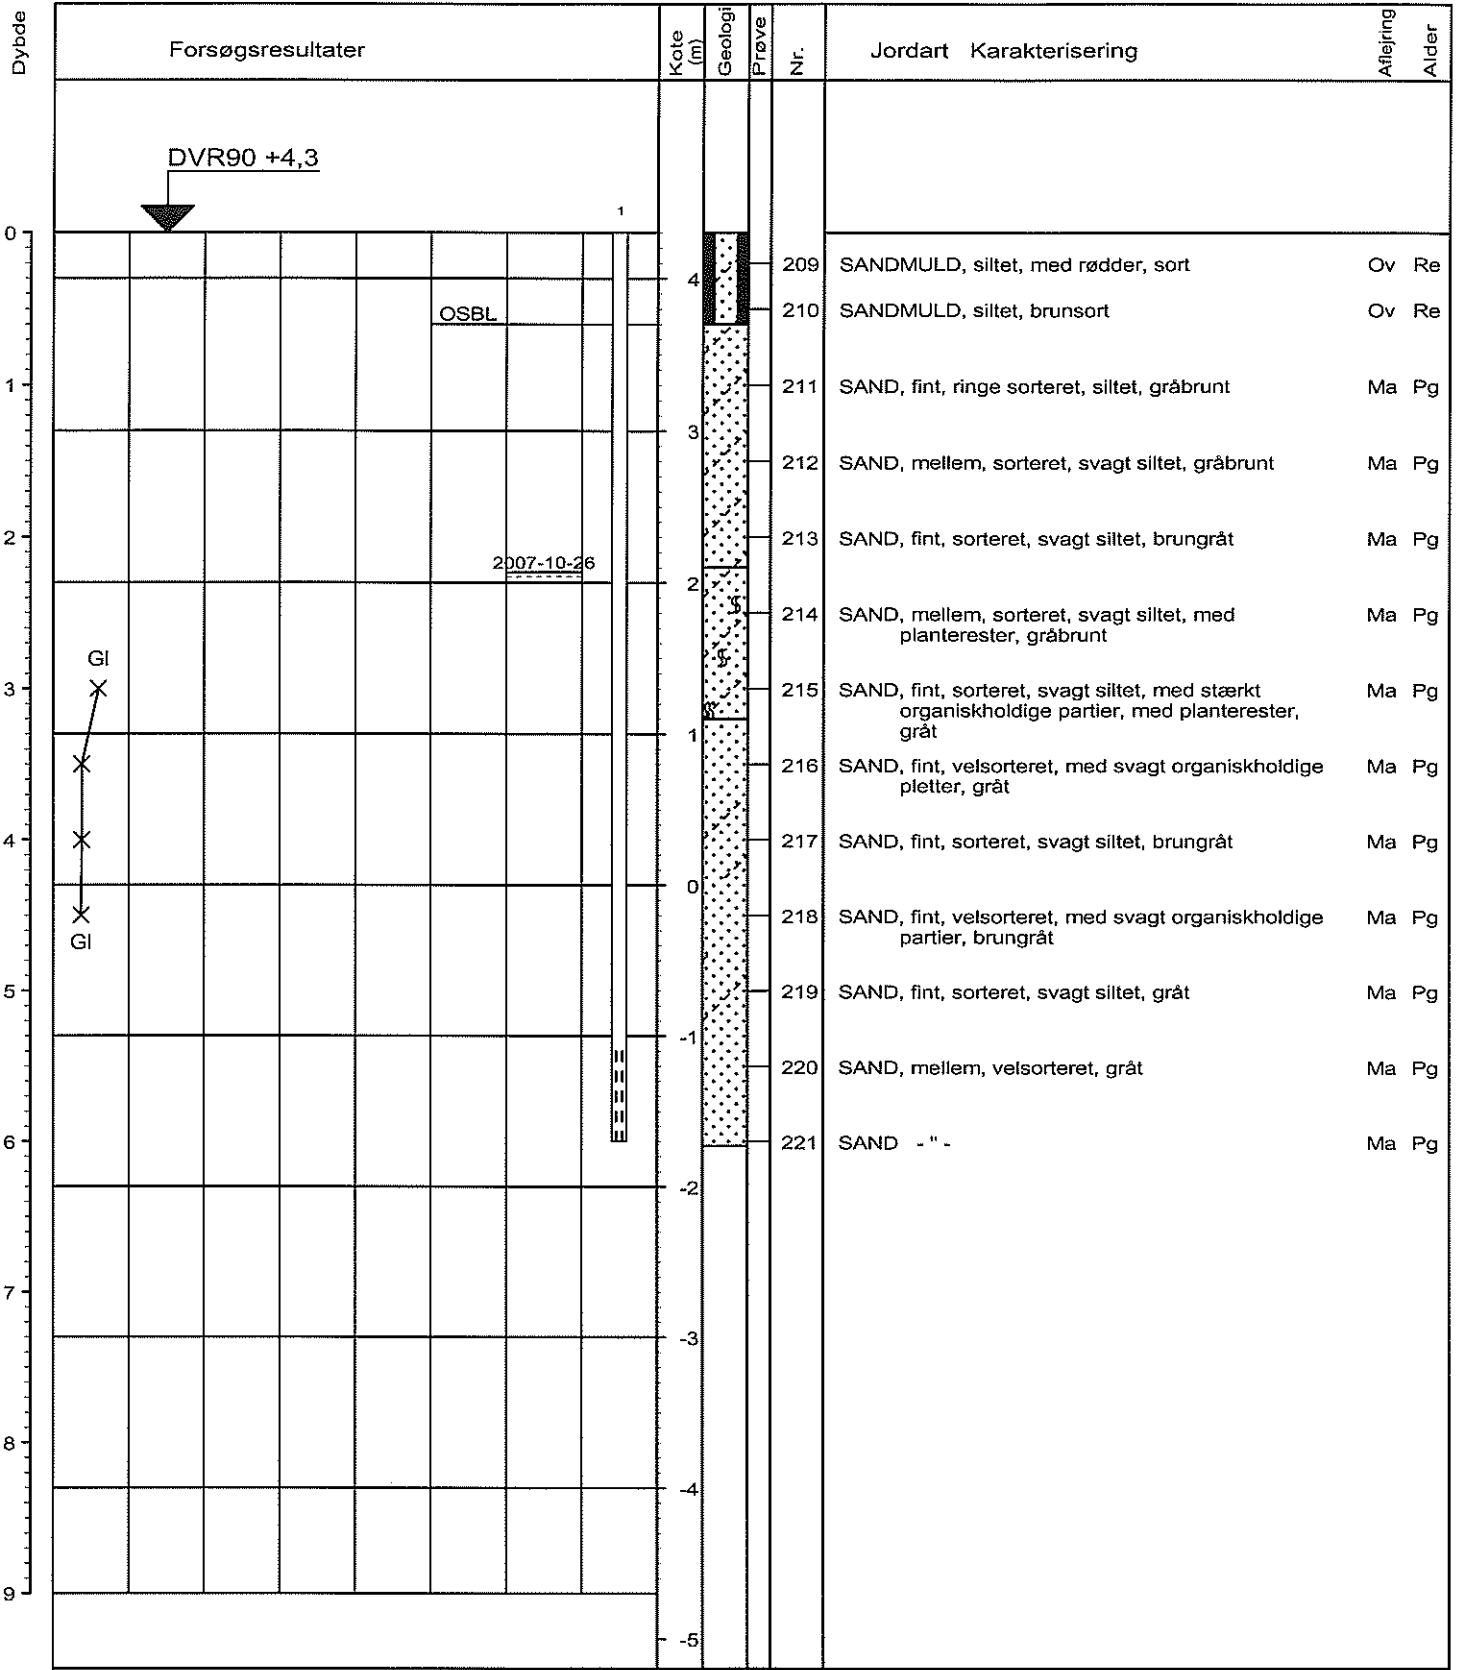 Dybde
Forsøgsresultater
Kote (m)
Geologi
Prøve
Nr.
Jordart Karakterisering
Aflejring
Alder
DVR90 +4,3
1
0
4
209 SANDMULD, siltet, med rødder, sort Ov Re
OSBL
210 SANDMULD, siltet, brunsort Ov Re
1
211 SAND, fint, ringe sorteret, siltet, gråbrunt Ma Pg
3
212 SAND, mellem, sorteret, svagt siltet, gråbrunt Ma Pg
2
213 SAND, fint, sorteret, svagt siltet, brungråt Ma Pg
2007-10-26
2
214 SAND, mellem, sorteret, svagt siltet, med
planterester, gråbrunt
Ma Pg
Gl
3
215 SAND, fint, sorteret, svagt siltet, med stærkt
organiskholdige partier, med planterester,
gråt
Ma Pg
1
216 SAND, fint, velsorteret, med svagt organiskholdige
pletter, gråt
Ma Pg
4
217 SAND, fint, sorteret, svagt siltet, brungråt Ma Pg
0
218 SAND, fint, velsorteret, med svagt organiskholdige
partier, brungråt
Ma Pg
Gl
5
219 SAND, fint, sorteret, svagt siltet, gråt Ma Pg
-1
220 SAND, mellem, velsorteret, gråt Ma Pg
6
221 SAND - " - Ma Pg
-2
7
-3
8
-4
9
-5